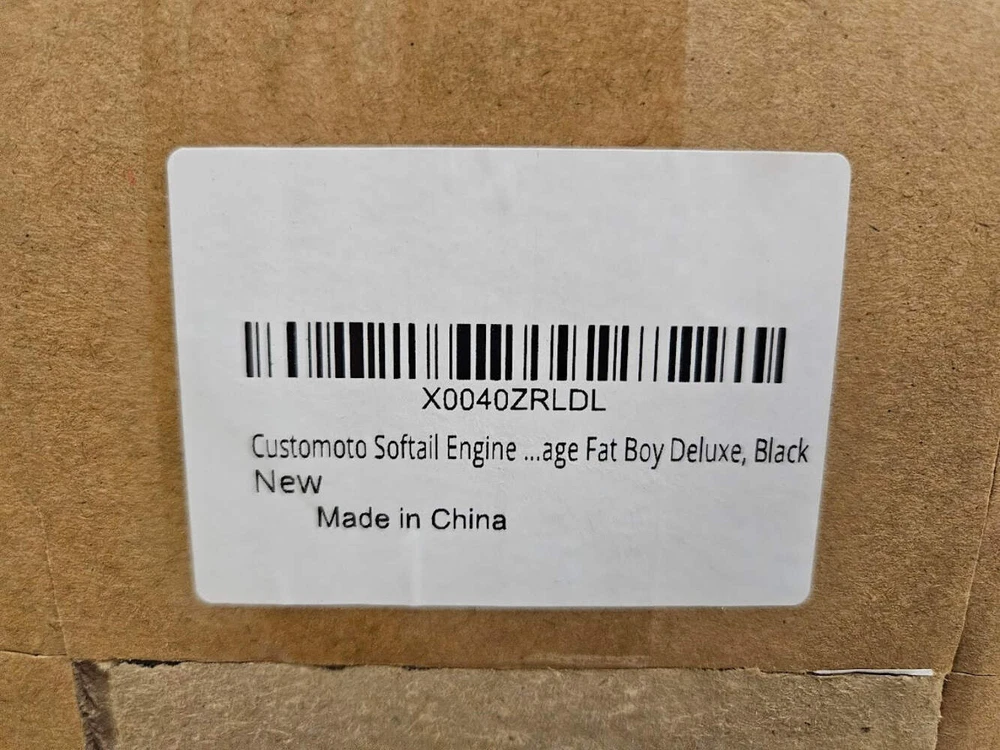 X0040ZRLDL
Customoto Softail Engine ...age Fat Boy Deluxe, Black
New
Made in China